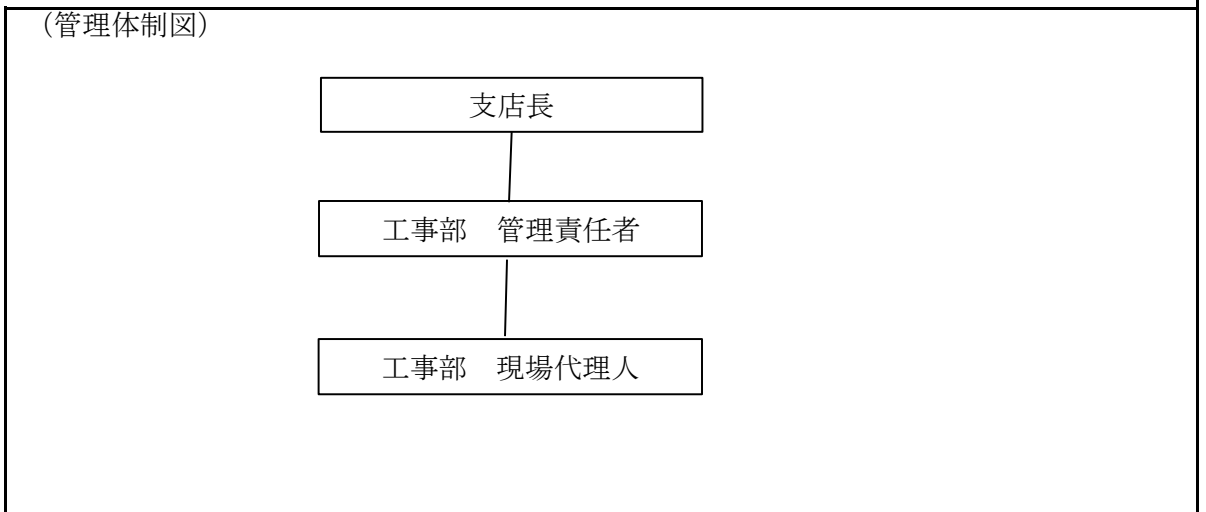 （管理体制図）
支店長
工事部　管理責任者
工事部　現場代理人